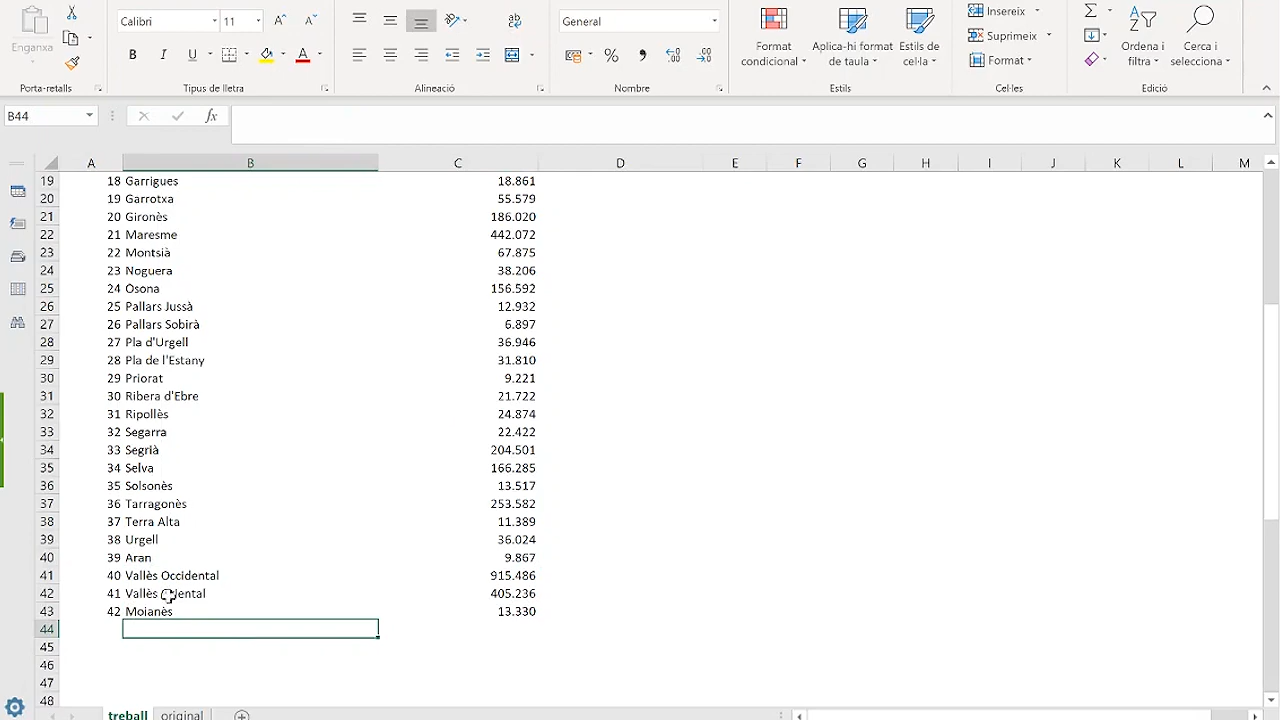 Calibri 11 General
Enganxa
Format condicional
Aplica-hi format de taula
Estils de cel·la
Insereix
Suprimeix
Format
Ordena i filtra
Cerca i selecciona
Porta-retalls Tipus de lletra Alineació Nombre Estils Cel·les Edició
B44 fx
A B C D E F G H I J K L M
19 18 Garrigues 18.861
20 19 Garrotxa 55.579
21 20 Gironès 186.020
22 21 Maresme 442.072
23 22 Montsià 67.875
24 23 Noguera 38.206
25 24 Osona 156.592
26 25 Pallars Jussà 12.932
27 26 Pallars Sobirà 6.897
28 27 Pla d'Urgell 36.946
29 28 Pla de l'Estany 31.810
30 29 Priorat 9.221
31 30 Ribera d'Ebre 21.722
32 31 Ripollès 24.874
33 32 Segarra 22.422
34 33 Segrià 204.501
35 34 Selva 166.285
36 35 Solsonès 13.517
37 36 Tarragonès 253.582
38 37 Terra Alta 11.389
39 38 Urgell 36.024
40 39 Aran 9.867
41 40 Vallès Occidental 915.486
42 41 Vallès 405.236
43 42 Moianès 13.330
44
45
46
47
48
treball original